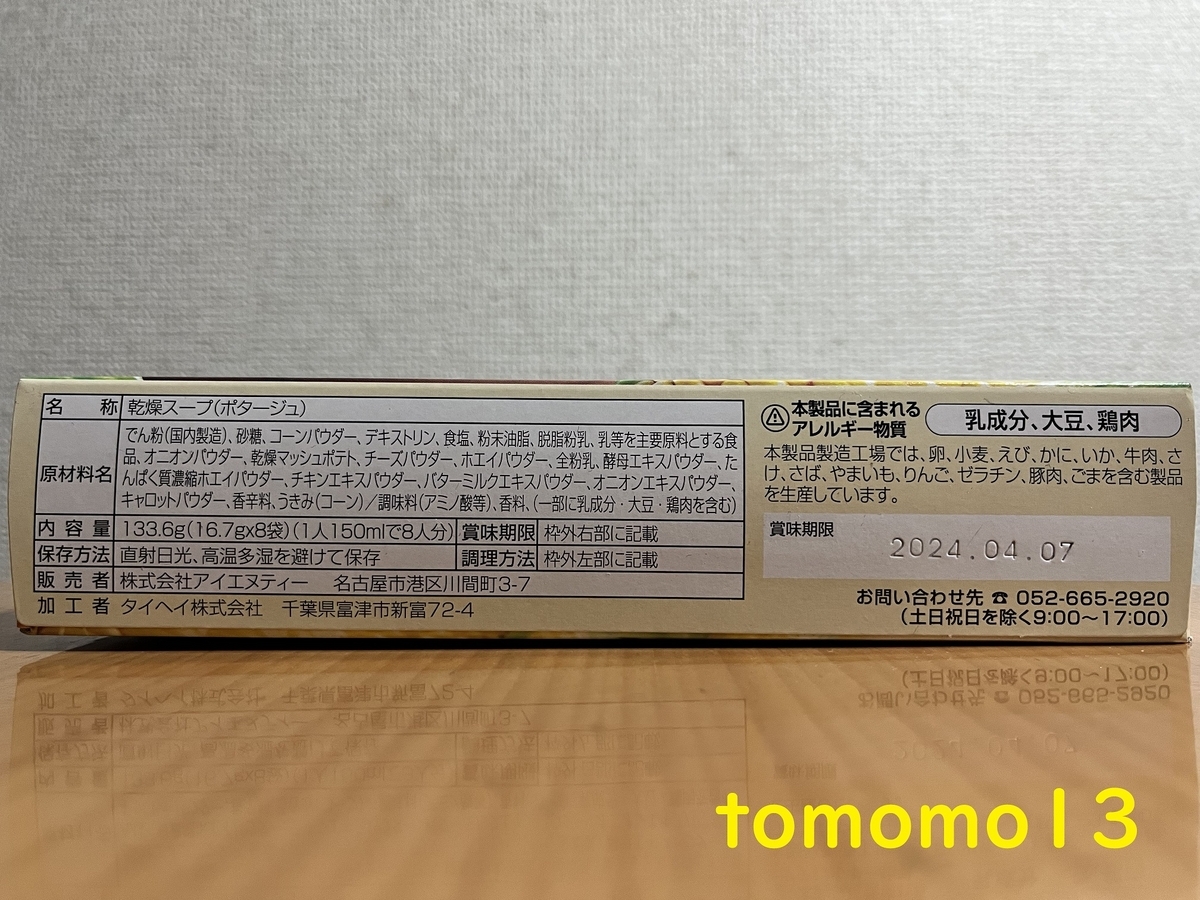 名 称 乾燥スープ(ポタージュ)
原材料名
でん粉(国内製造)、砂糖、コーンパウダー、デキストリン、食塩、粉末油脂、脱脂粉乳、乳等を主要原料とする食
品、オニオンパウダー、乾燥マッシュポテト、チーズパウダー、ホエイパウダー、全粉乳、酵母エキスパウダー、た
んぱく質濃縮ホエイパウダー、チキンエキスパウダー、バターミルクエキスパウダー、オニオンエキスパウダー、
キャロットパウダー、香辛料、うきみ(コーン)／調味料(アミノ酸等)、香料、(一部に乳成分・大豆・鶏肉を含む)
内 容 量 133.6g(16.7gx8袋)(1人150mlで8人分) 賞味期限 枠外右部に記載
保存方法 直射日光、高温多湿を避けて保存 調理方法 枠外左部に記載
販 売 者 株式会社アイエヌティー 名古屋市港区川間町3-7
加 工 者 タイヘイ株式会社 千葉県富津市新富72-4
本製品に含まれる
アレルギー物質
乳成分、大豆、鶏肉
本製品製造工場では、卵、小麦、えび、かに、いか、牛肉、さ
け、さば、やまいも、りんご、ゼラチン、豚肉、ごまを含む製品
を生産しています。
賞味期限
2024.04.07
お問い合わせ先 ☎ 052-665-2920
(土日祝日を除く9:00〜17:00)
tomomo13